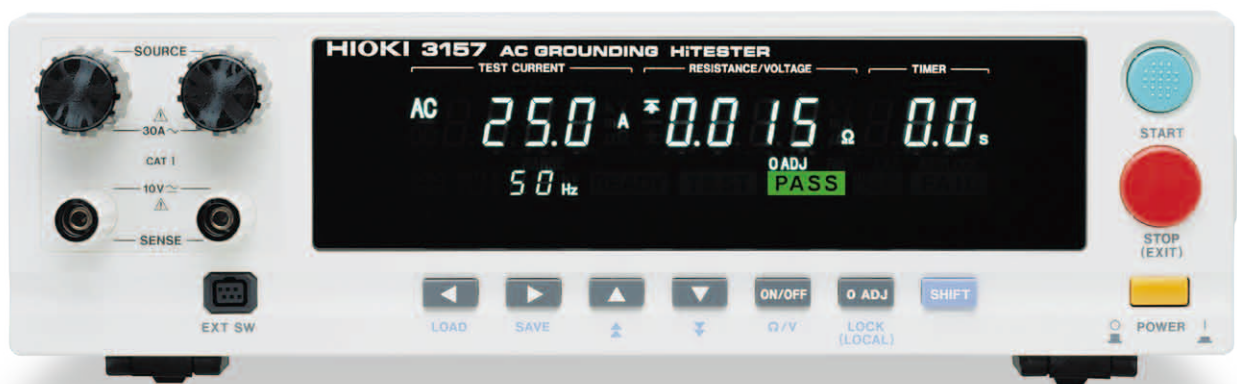 SOURCE
30A~
CAT I
10V⏦
SENSE
EXT SW
HIOKI 3157 AC GROUNDING HiTESTER
TEST CURRENT RESISTANCE/VOLTAGE TIMER
AC 25.0 A 0.015 Ω 0.0 s
0 ADJ
50 Hz PASS
ON/OFF 0 ADJ SHIFT
LOAD SAVE Ω/V LOCK
(LOCAL)
START
STOP
(EXIT)
POWER